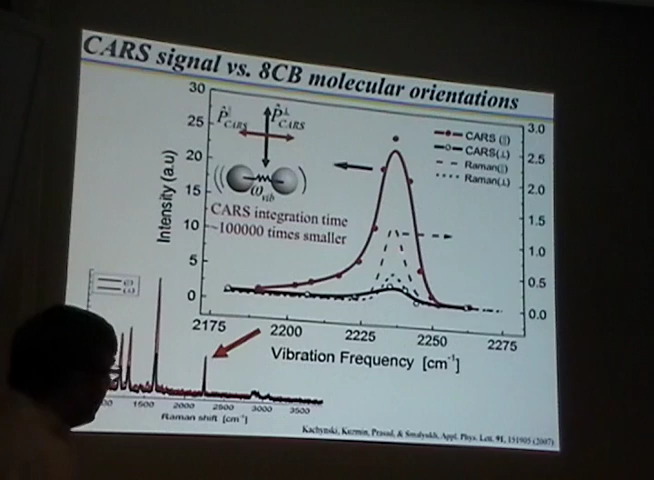 CARS signal vs. 8CB molecular orientations
30
25
20
15
10
5
0
Intensity (a.u)
P̂∥CARS
P̂⊥CARS
ωvib
CARS integration time
~100000 times smaller
CARS (||)
CARS(⊥)
Raman(||)
Raman(⊥)
3.0
2.5
2.0
1.5
1.0
0.5
0.0
2175 2200 2225 2250 2275
Vibration Frequency [cm-1]
1500 2000 2500 3000 3500
Raman shift [cm-1]
Kachynski, Kuzmin, Prasad, & Smalyukh, Appl. Phys. Lett. 91, 151905 (2007)